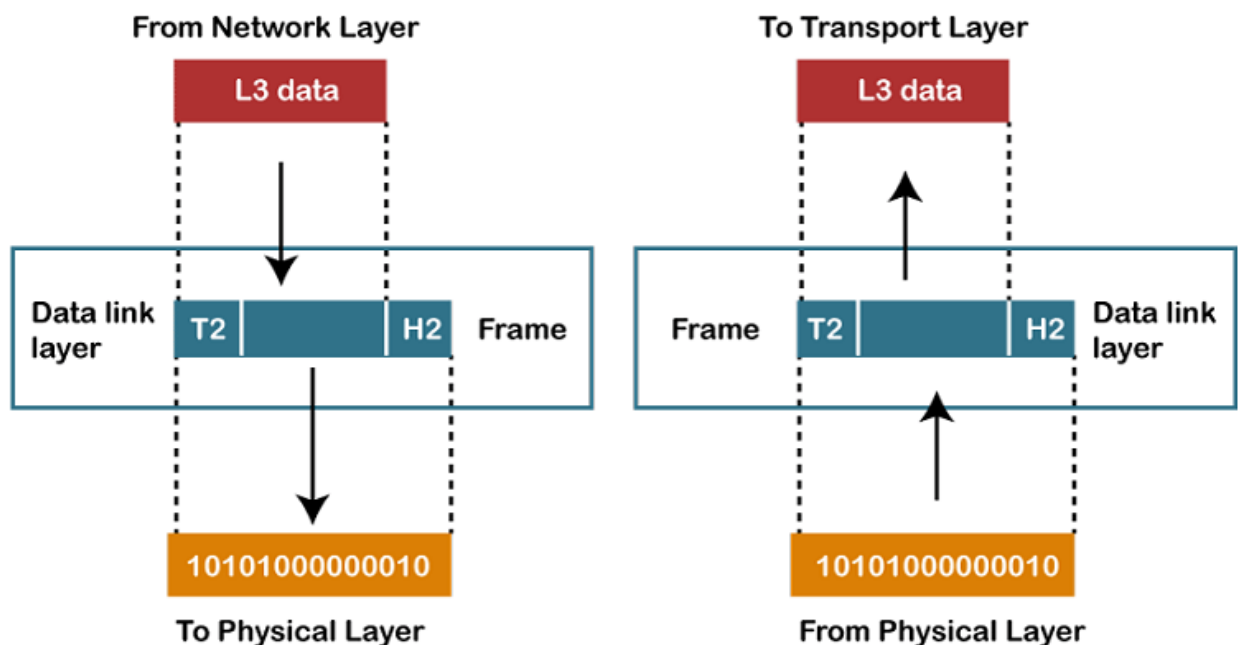 From Network Layer
L3 data
Data link
layer
T2
H2
Frame
10101000000010
To Physical Layer
To Transport Layer
L3 data
Frame
T2
H2
Data link
layer
10101000000010
From Physical Layer